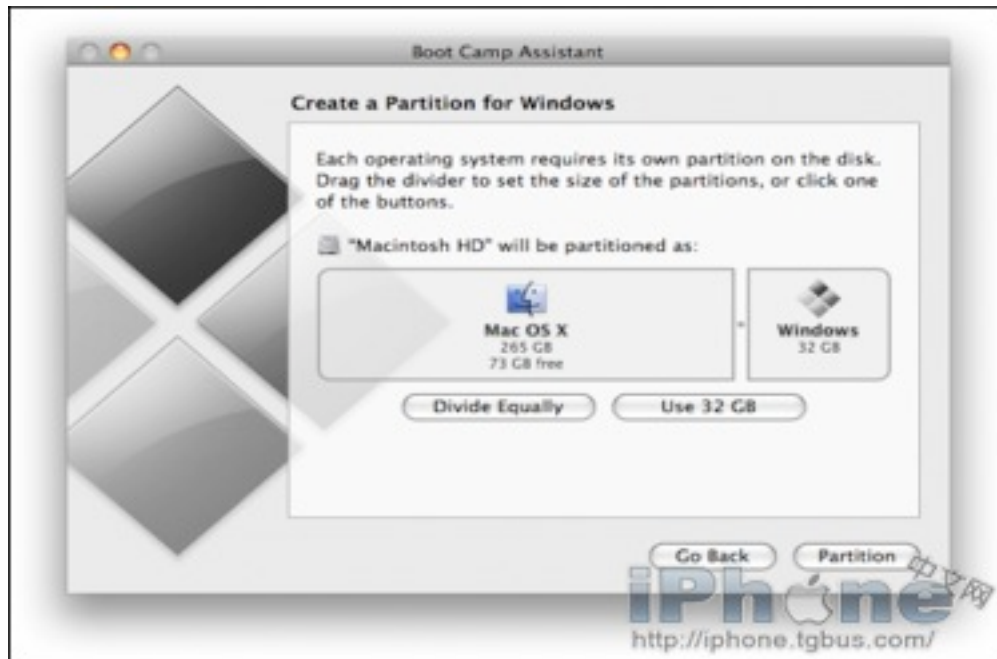 Boot Camp Assistant
Create a Partition for Windows
Each operating system requires its own partition on the disk.
Drag the divider to set the size of the partitions, or click one
of the buttons.
"Macintosh HD" will be partitioned as:
Mac OS X
265 GB
73 GB free
Windows
32 GB
Divide Equally
Use 32 GB
Go Back
Partition
iPhone 中文网
http://iphone.tgbus.com/